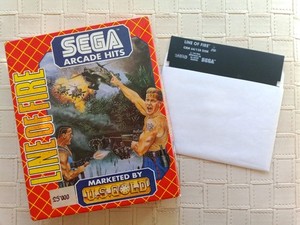 SEGA
ARCADE HITS
LINE OF FIRE
MARKETED BY
U.S. GOLD
LINE OF FIRE
SEGA